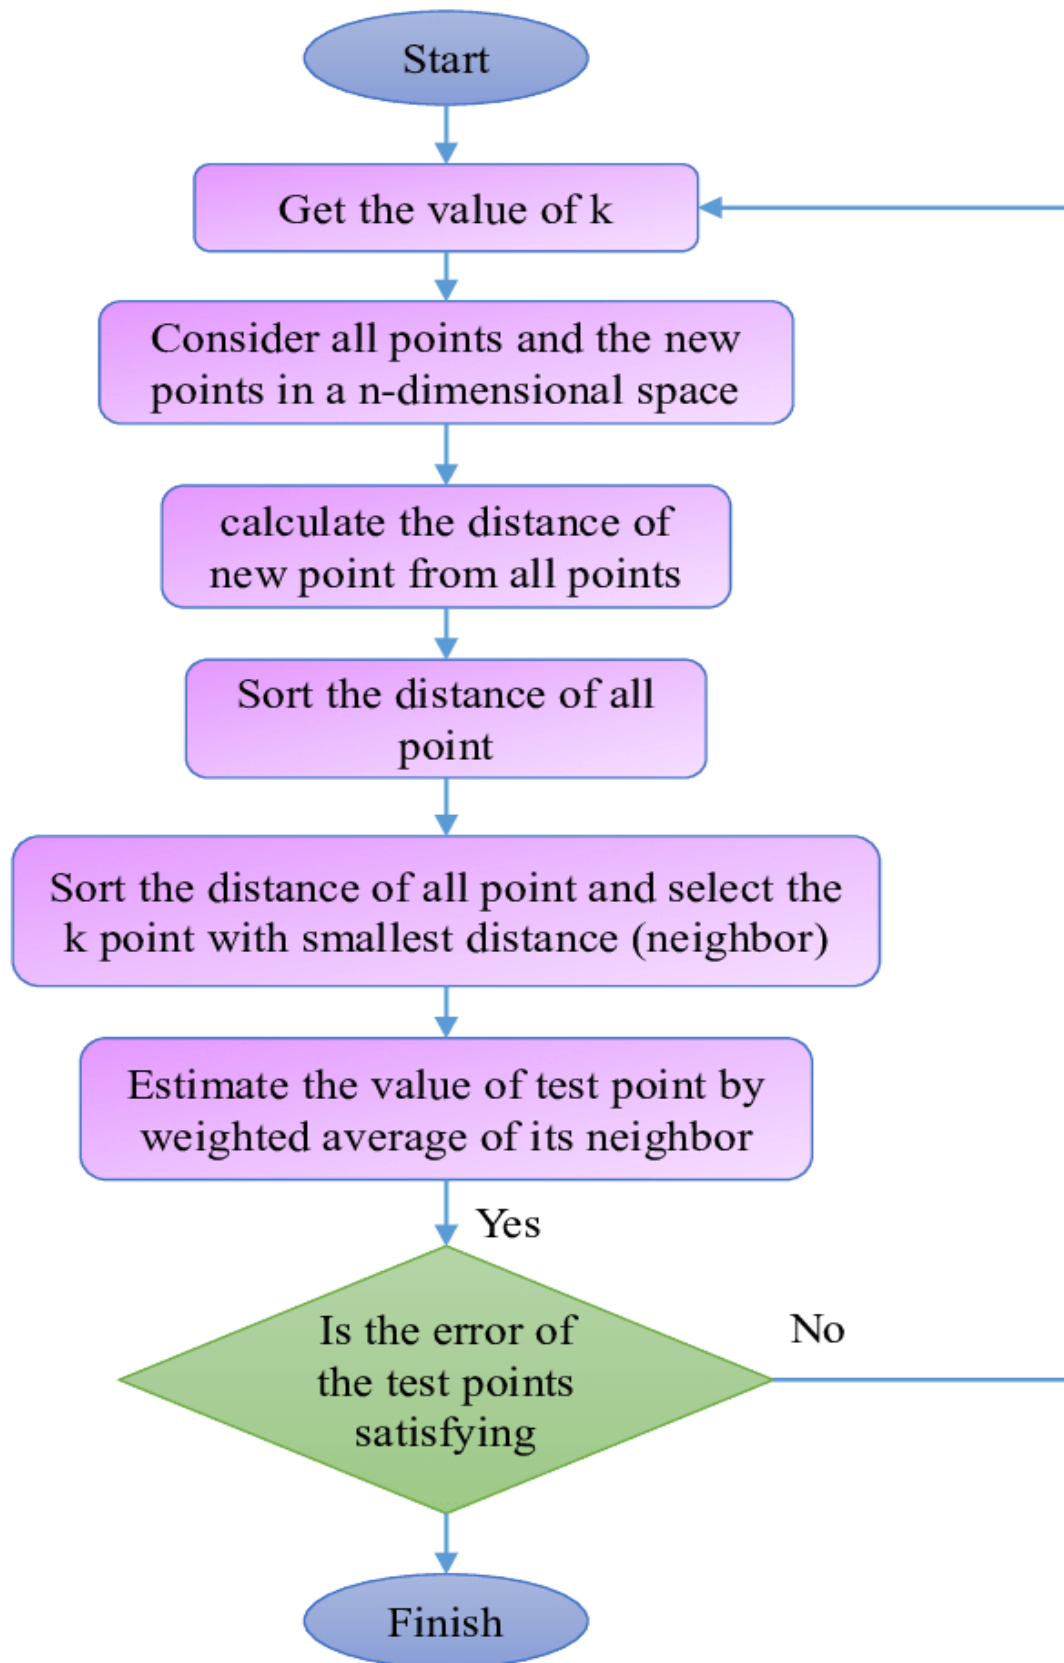 Start
Get the value of k
Consider all points and the new
points in a n-dimensional space
calculate the distance of
new point from all points
Sort the distance of all
point
Sort the distance of all point and select the
k point with smallest distance (neighbor)
Estimate the value of test point by
weighted average of its neighbor
Yes
Is the error of
the test points
satisfying
No
Finish